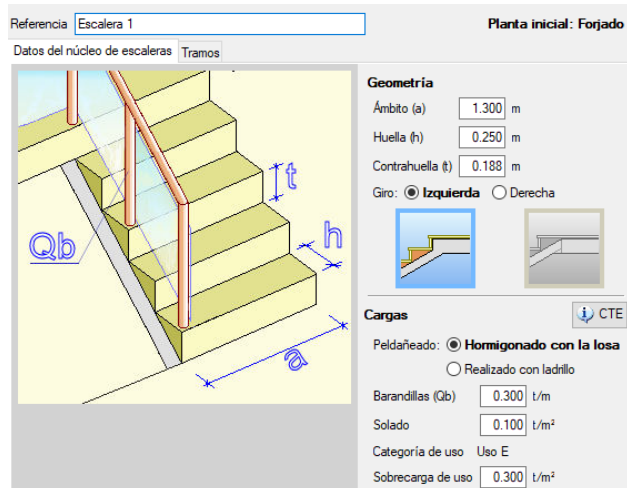 Referencia Escalera 1 Planta inicial: Forjado
Datos del núcleo de escaleras Tramos
Geometría
Ámbito (a) 1.300 m
Huella (h) 0.250 m
Contrahuella (t) 0.188 m
Giro: Izquierda Derecha
t
h
Qb
a
Cargas CTE
Peldañeado: Hormigonado con la losa
Realizado con ladrillo
Barandillas (Qb) 0.300 t/m
Solado 0.100 t/m²
Categoría de uso Uso E
Sobrecarga de uso 0.300 t/m²